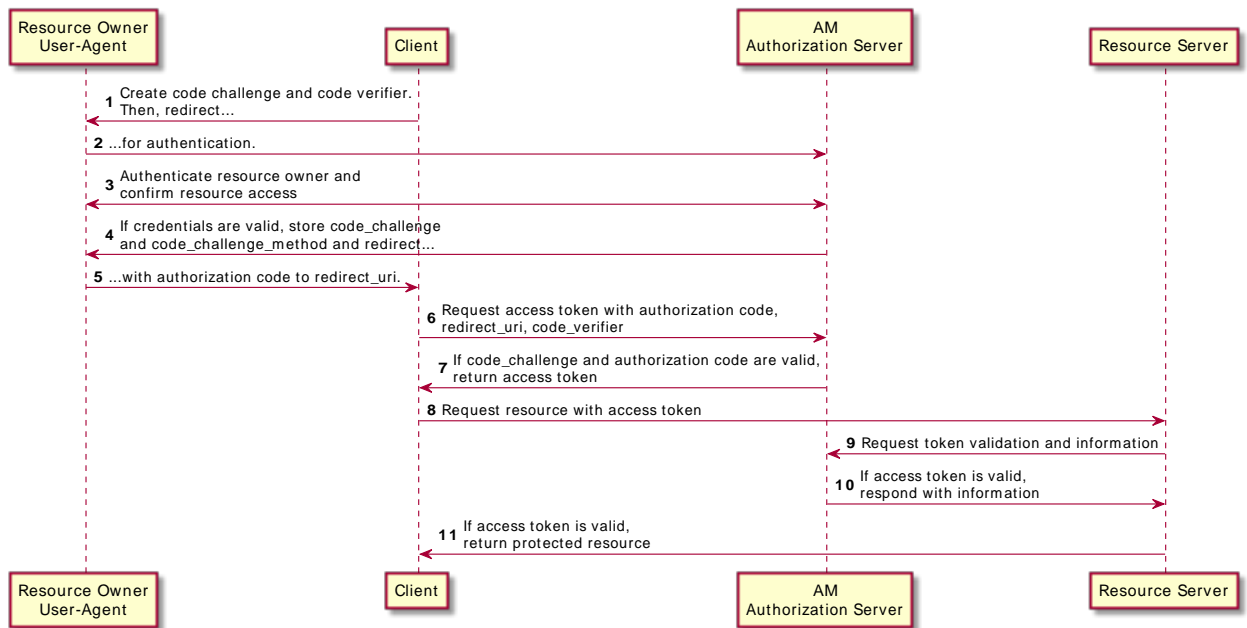 Resource Owner
User-Agent
Client
AM
Authorization Server
Resource Server
1 Create code challenge and code verifier.
Then, redirect...
2 ...for authentication.
3 Authenticate resource owner and
confirm resource access
4 If credentials are valid, store code_challenge
and code_challenge_method and redirect...
5 ...with authorization code to redirect_uri.
6 Request access token with authorization code,
redirect_uri, code_verifier
7 If code_challenge and authorization code are valid,
return access token
8 Request resource with access token
9 Request token validation and information
10 If access token is valid,
respond with information
11 If access token is valid,
return protected resource
Resource Owner
User-Agent
Client
AM
Authorization Server
Resource Server